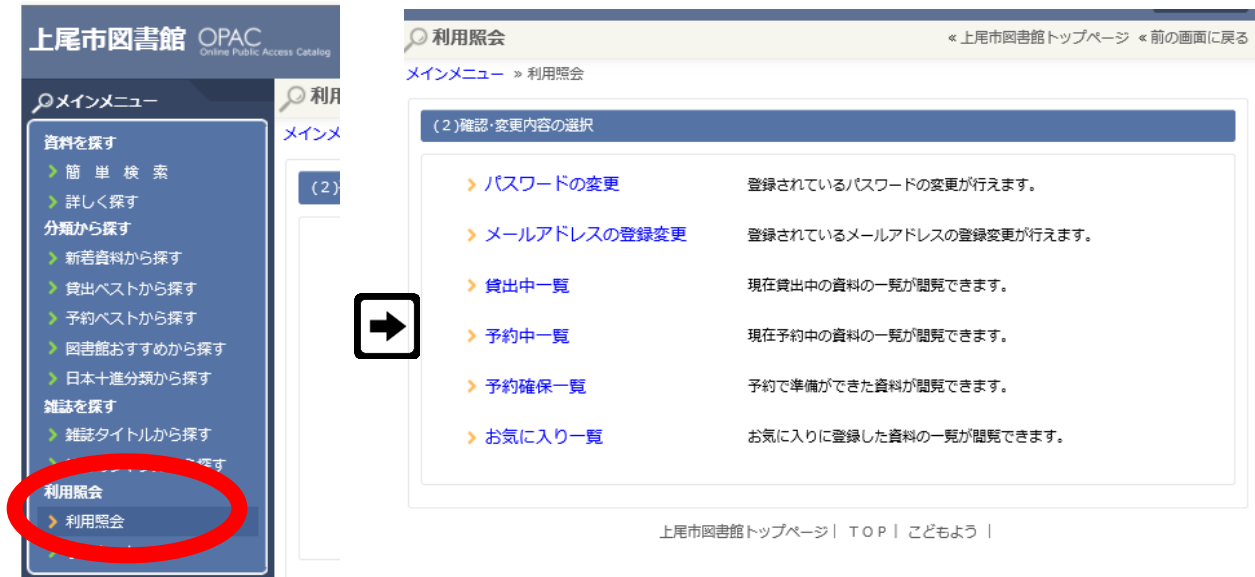 上尾市図書館 OPAC
Online Public Access Catalog
メインメニュー
資料を探す
簡 単 検 索
詳しく探す
分類から探す
新着資料から探す
貸出ベストから探す
予約ベストから探す
図書館おすすめから探す
日本十進分類から探す
雑誌を探す
雑誌タイトルから探す
から探す
利用照会
利用照会
利用
メインメ
(2)
利用照会
«上尾市図書館トップページ «前の画面に戻る
メインメニュー » 利用照会
(2)確認・変更内容の選択
パスワードの変更 登録されているパスワードの変更が行えます。
メールアドレスの登録変更 登録されているメールアドレスの登録変更が行えます。
貸出中一覧 現在貸出中の資料の一覧が閲覧できます。
予約中一覧 現在予約中の資料の一覧が閲覧できます。
予約確保一覧 予約で準備ができた資料が閲覧できます。
お気に入り一覧 お気に入りに登録した資料の一覧が閲覧できます。
上尾市図書館トップページ| TOP| こどもよう |